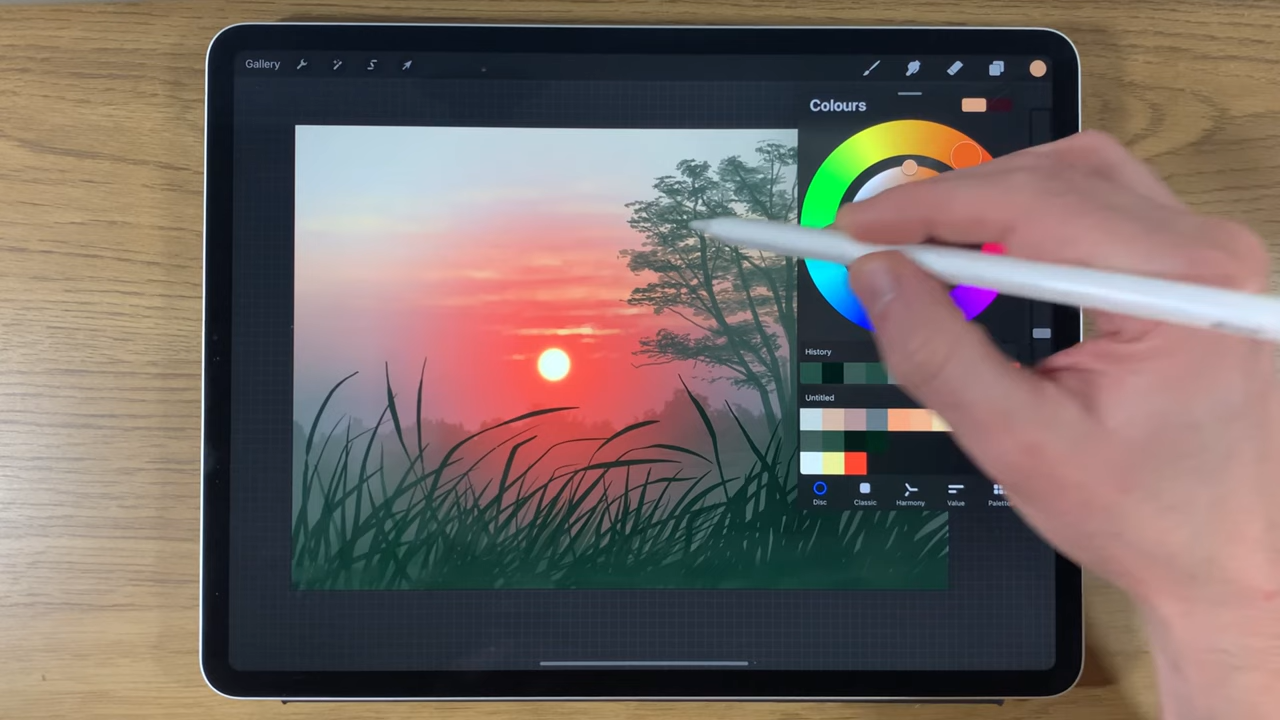 Gallery
Colours
History
Untitled
Disc Classic Harmony Value